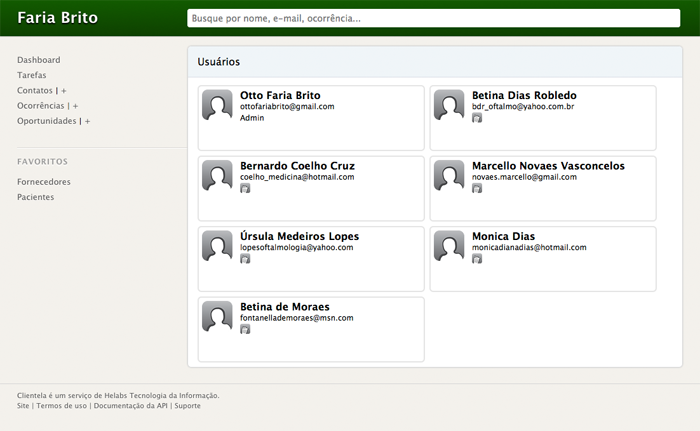 Faria Brito
Busque por nome, e-mail, ocorrência...
Dashboard
Tarefas
Contatos | +
Ocorrências | +
Oportunidades | +
FAVORITOS
Fornecedores
Pacientes
Usuários
Otto Faria Brito
ottofariabrito@gmail.com
Admin
Betina Dias Robledo
bdr_oftalmo@yahoo.com.br
Bernardo Coelho Cruz
coelho_medicina@hotmail.com
Marcello Novaes Vasconcelos
novaes.marcello@gmail.com
Úrsula Medeiros Lopes
lopesoftalmologia@yahoo.com
Monica Dias
monicadianadias@hotmail.com
Betina de Moraes
fontanellademoraes@msn.com
Clientela é um serviço de Helabs Tecnologia da Informação.
Site | Termos de uso | Documentação da API | Suporte